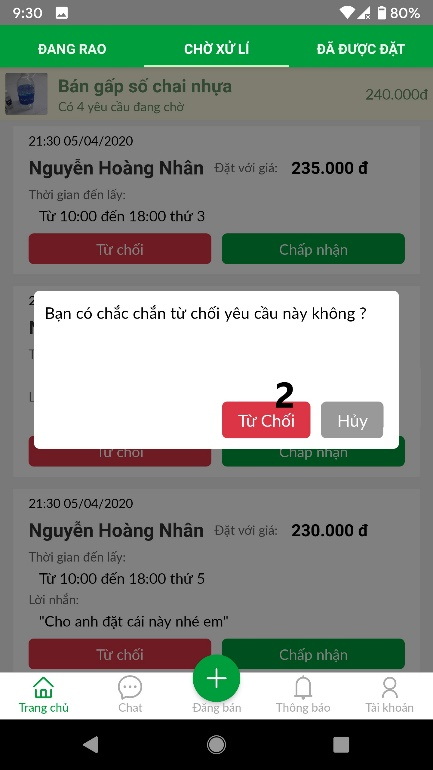 9:30 80%
ĐANG RAO CHỜ XỬ LÍ ĐÃ ĐƯỢC ĐẶT
Bán gấp số chai nhựa
Có 4 yêu cầu đang chờ
240.000đ
21:30 05/04/2020
Nguyễn Hoàng Nhân Đặt với giá: 235.000 đ
Thời gian đến lấy:
Từ 10:00 đến 18:00 thứ 3
Từ chối Chấp nhận
Bạn có chắc chắn từ chối yêu cầu này không ?
2
Từ Chối Hủy
Từ chối Chấp nhận
21:30 05/04/2020
Nguyễn Hoàng Nhân Đặt với giá: 230.000 đ
Thời gian đến lấy:
Từ 10:00 đến 18:00 thứ 5
Lời nhắn:
"Cho anh đặt cái này nhé em"
Từ chối Chấp nhận
Trang chủ Chat Đăng bán Thông báo Tài khoản